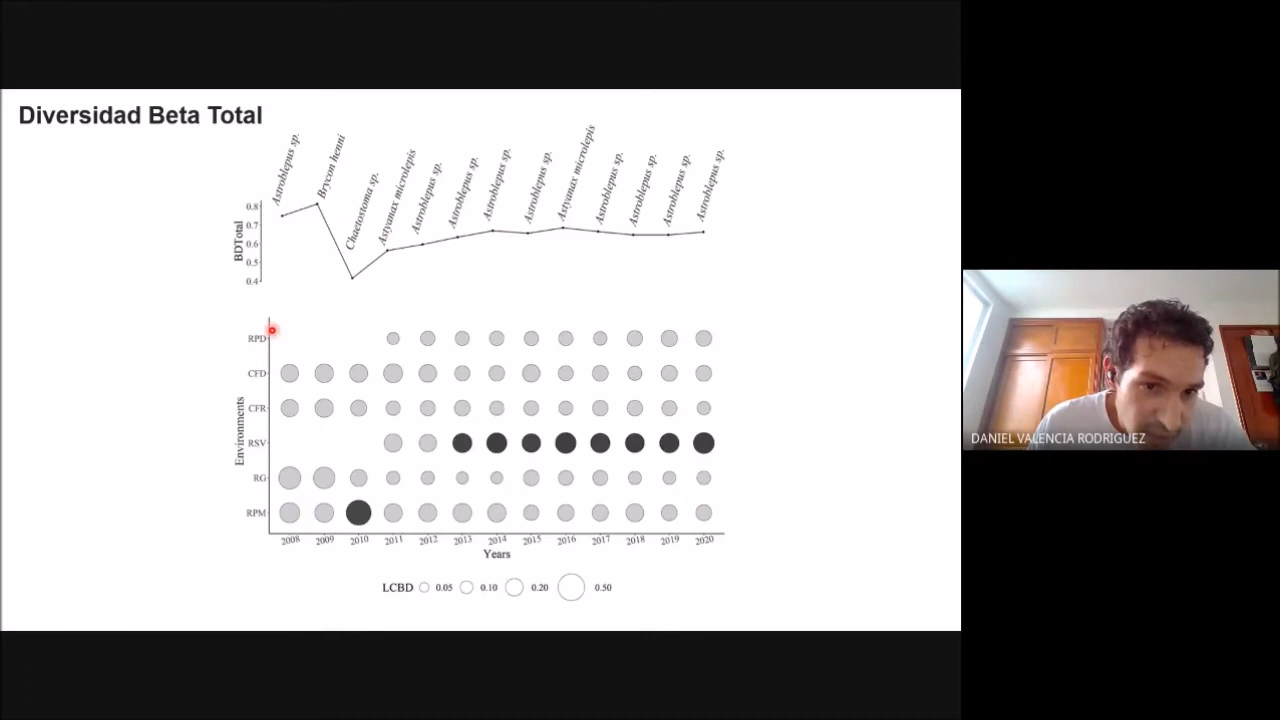 Diversidad Beta Total
Astroblepus sp.
Brycon henni
Chaetostoma sp.
Astyanax microlepis
Astroblepus sp.
Astroblepus sp.
Astroblepus sp.
Astroblepus sp.
Astyanax microlepis
Astroblepus sp.
Astroblepus sp.
Astroblepus sp.
Astroblepus sp.
BDTotal
0.8
0.7
0.6
0.5
0.4
Environments
RPD
CFD
CFR
RSV
RG
RPM
2008 2009 2010 2011 2012 2013 2014 2015 2016 2017 2018 2019 2020
Years
LCBD 0.05 0.10 0.20 0.50
DANIEL VALENCIA RODRIGUEZ